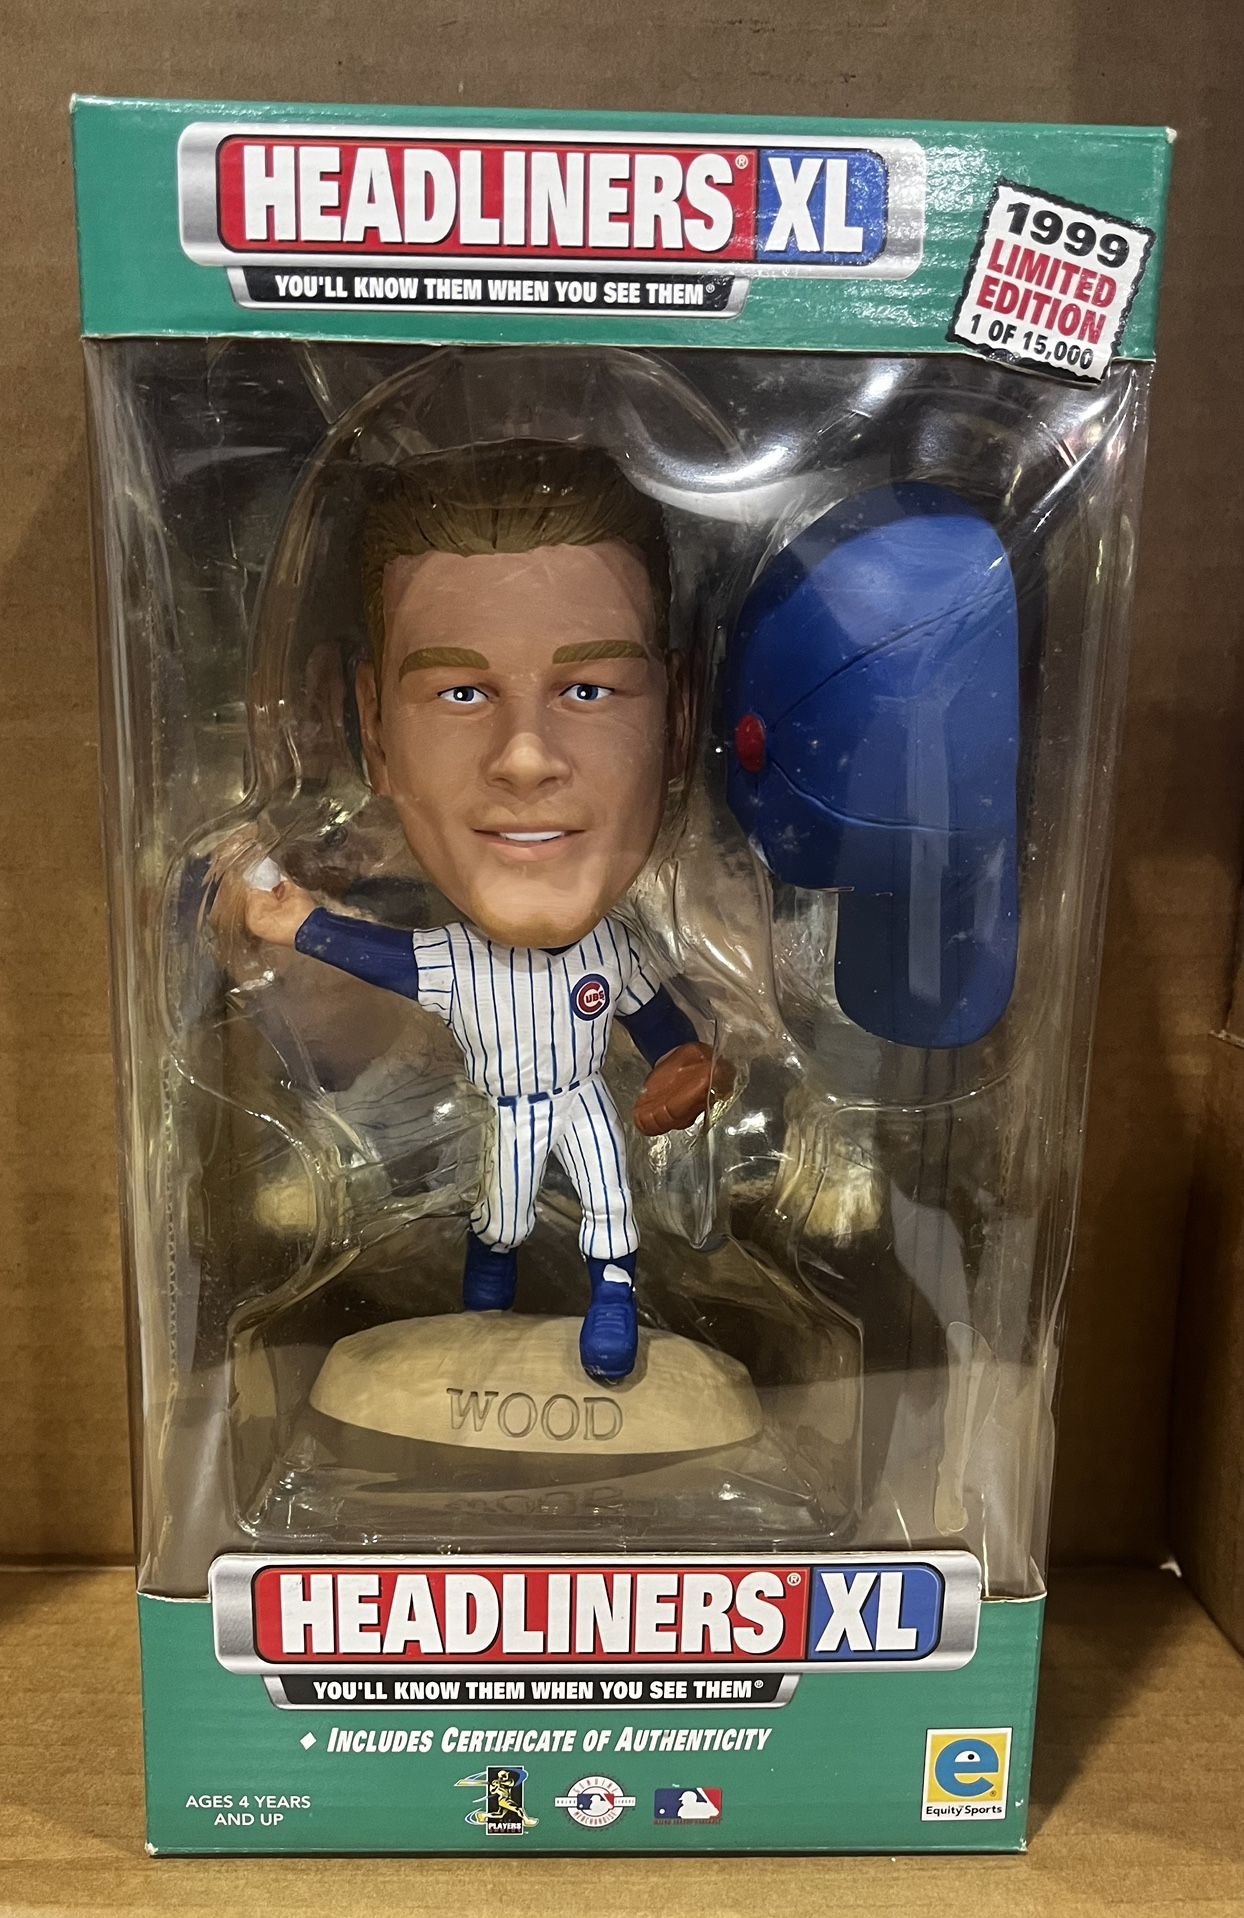 HEADLINERS® XL
YOU'LL KNOW THEM WHEN YOU SEE THEM®
1999
LIMITED
EDITION
1 OF 15,000
CUBS
WOOD
HEADLINERS® XL
YOU'LL KNOW THEM WHEN YOU SEE THEM®
◆ INCLUDES CERTIFICATE OF AUTHENTICITY
AGES 4 YEARS
AND UP
PLAYERS
GENUINE
MERCHANDISE
e®
Equity Sports